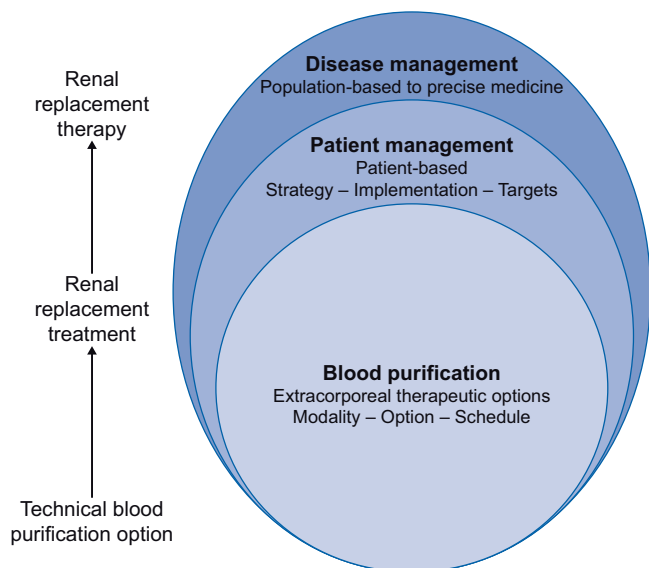 Disease management
Population-based to precise medicine
Renal
replacement
therapy
Patient management
Patient-based
Strategy – Implementation – Targets
Renal
replacement
treatment
Blood purification
Extracorporeal therapeutic options
Modality – Option – Schedule
Technical blood
purification option